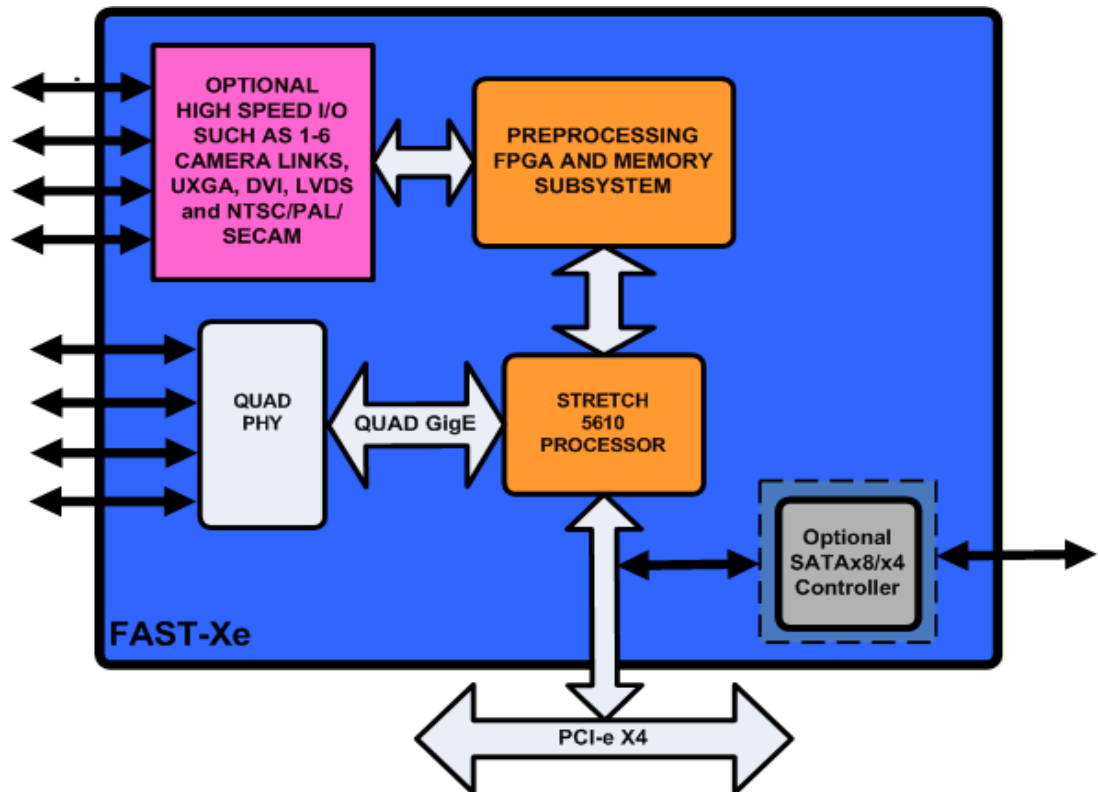 OPTIONAL
HIGH SPEED I/O
SUCH AS 1-6
CAMERA LINKS,
UXGA, DVI, LVDS
and NTSC/PAL/
SECAM
PREPROCESSING
FPGA AND MEMORY
SUBSYSTEM
QUAD
PHY
QUAD GigE
STRETCH
5610
PROCESSOR
Optional
SATAx8/x4
Controller
FAST-Xe
PCI-e X4